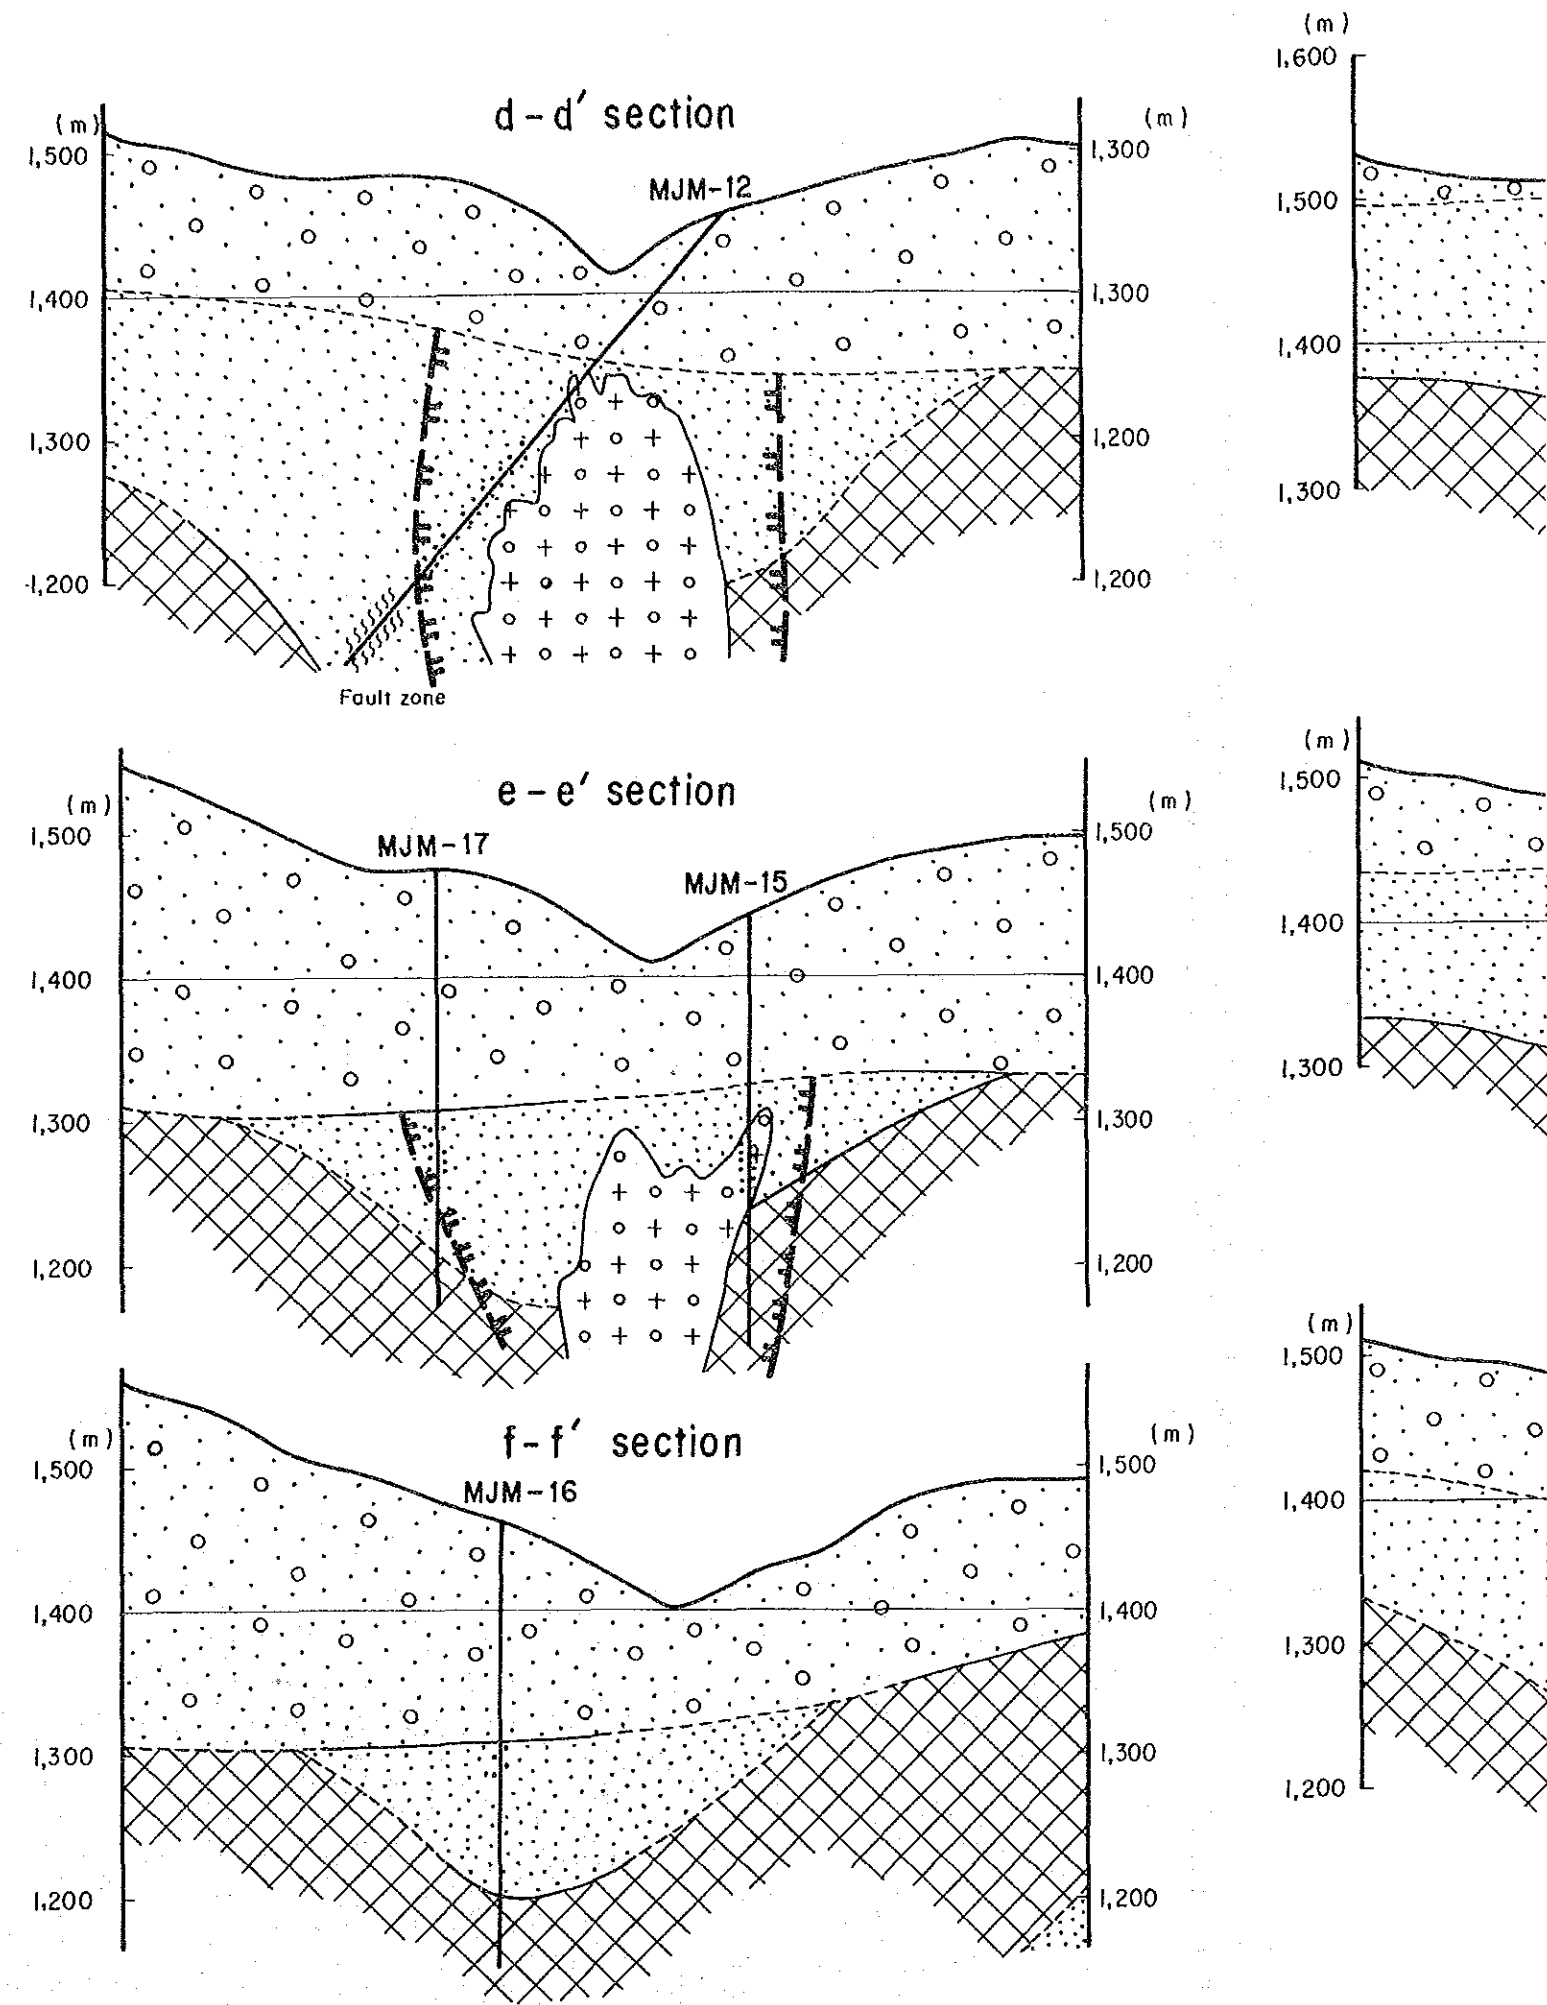 d - d′ section
(m)
(m)
1,500
1,300
MJM-12
1,400
1,300
1,300
1,200
1,200
1,200
Fault zone
e - e′ section
(m)
(m)
1,500
1,500
MJM-17
MJM-15
1,400
1,400
1,300
1,300
1,200
1,200
f - f′ section
(m)
(m)
1,500
1,500
MJM-16
1,400
1,400
1,300
1,300
1,200
1,200
(m)
1,600
1,500
1,400
1,300
(m)
1,500
1,400
1,300
(m)
1,500
1,400
1,300
1,200